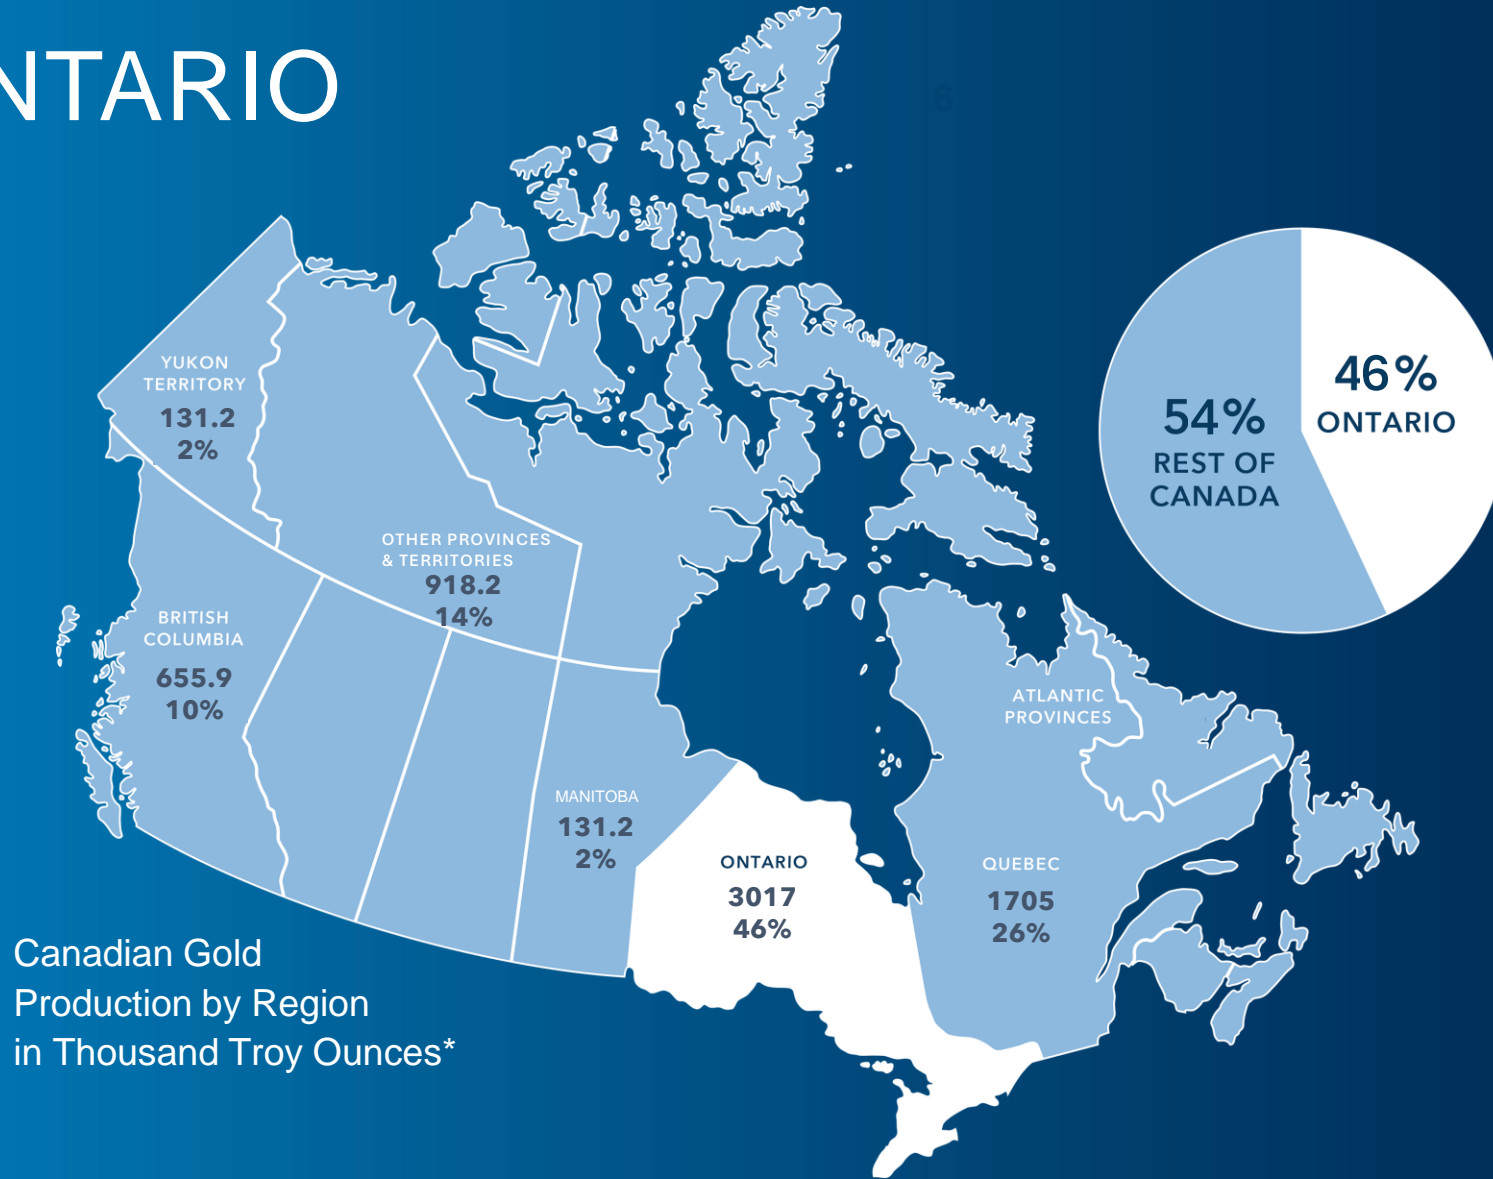 NTARIO
6
YUKON
TERRITORY
131.2
2%
OTHER PROVINCES
& TERRITORIES
918.2
14%
BRITISH
COLUMBIA
655.9
10%
MANITOBA
131.2
2%
ONTARIO
3017
46%
ATLANTIC
PROVINCES
QUEBEC
1705
26%
54%
REST OF
CANADA
46%
ONTARIO
Canadian Gold
Production by Region
in Thousand Troy Ounces*